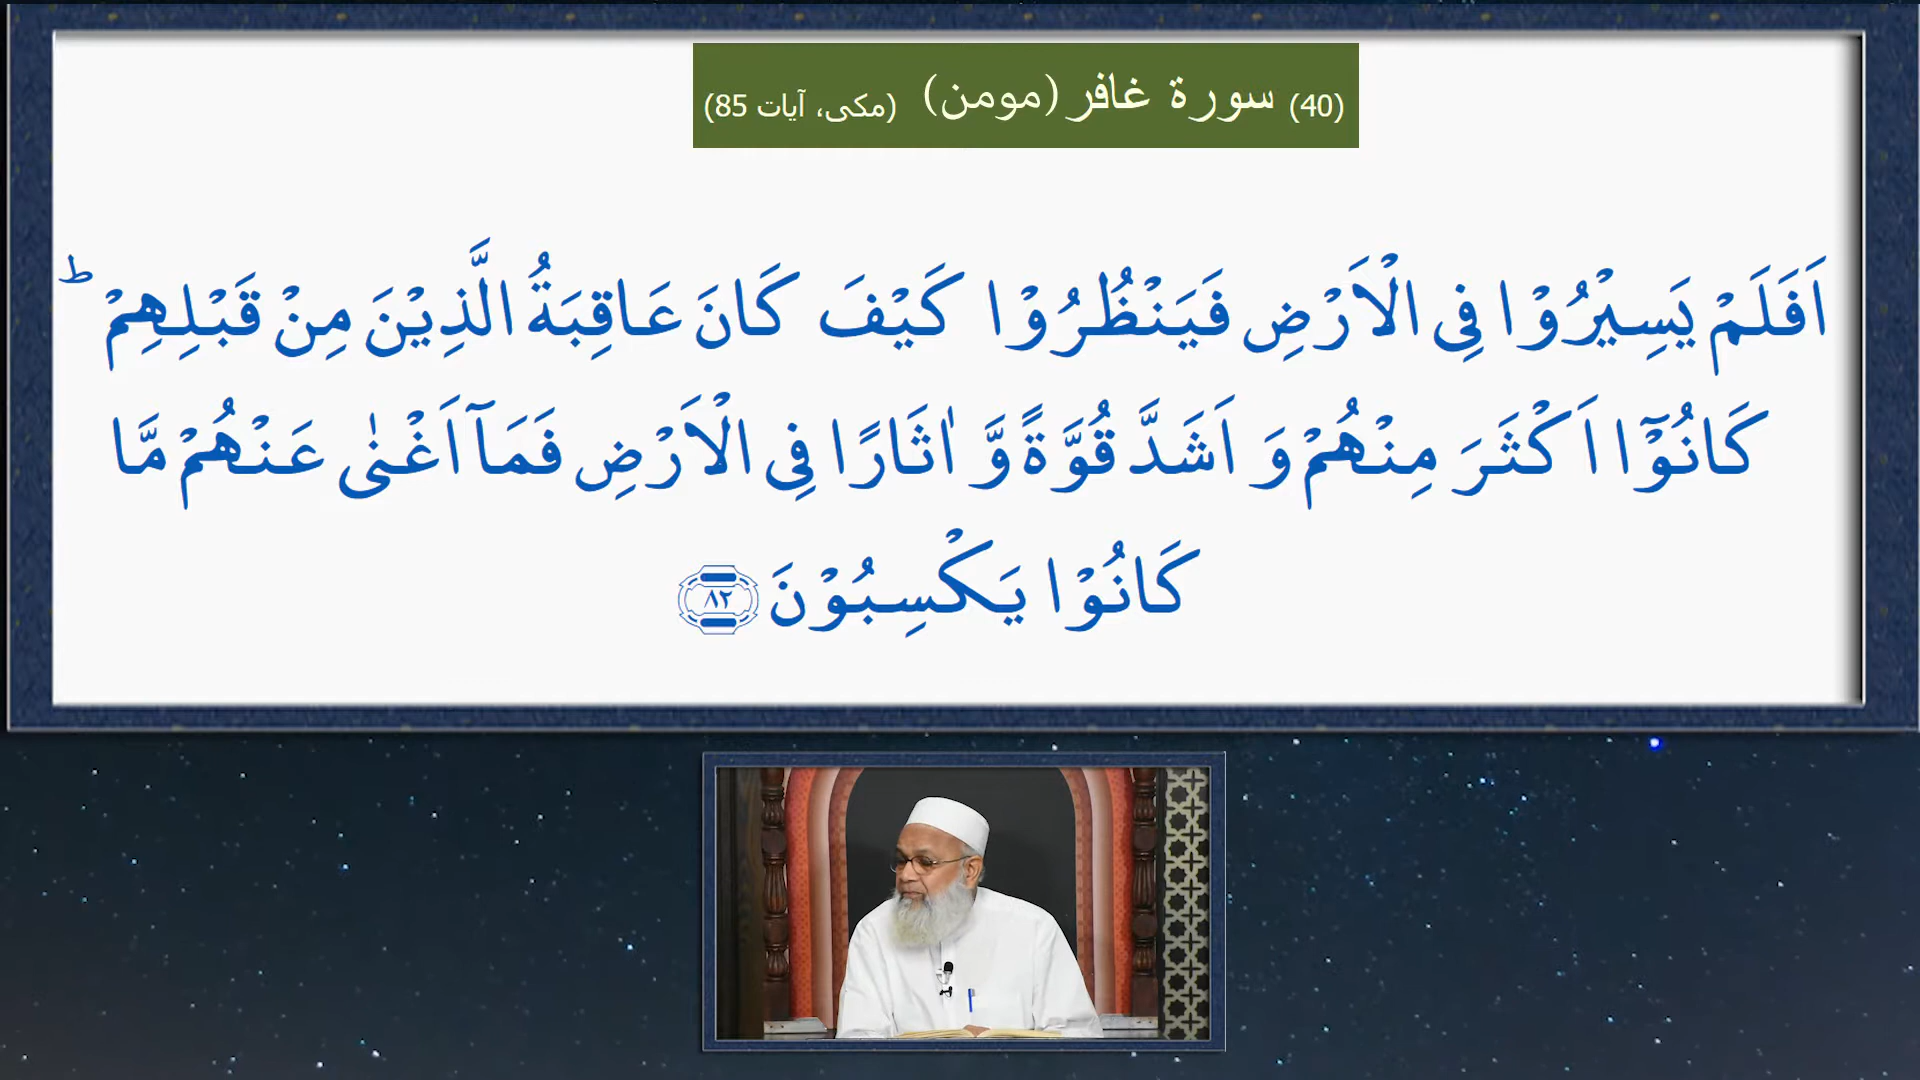 (40) سورة غافر (مومن) (مکی، آیات 85)
اَفَلَمْ يَسِيْرُوْا فِى الْاَرْضِ فَيَنْظُرُوْا كَيْفَ كَانَ عَاقِبَةُ الَّذِيْنَ مِنْ قَبْلِهِمْ ؕ
كَانُوْۤا اَكْثَرَ مِنْهُمْ وَ اَشَدَّ قُوَّةً وَّ اٰثَارًا فِى الْاَرْضِ فَمَاۤ اَغْنٰى عَنْهُمْ مَّا
كَانُوْا يَكْسِبُوْنَ ۸۲